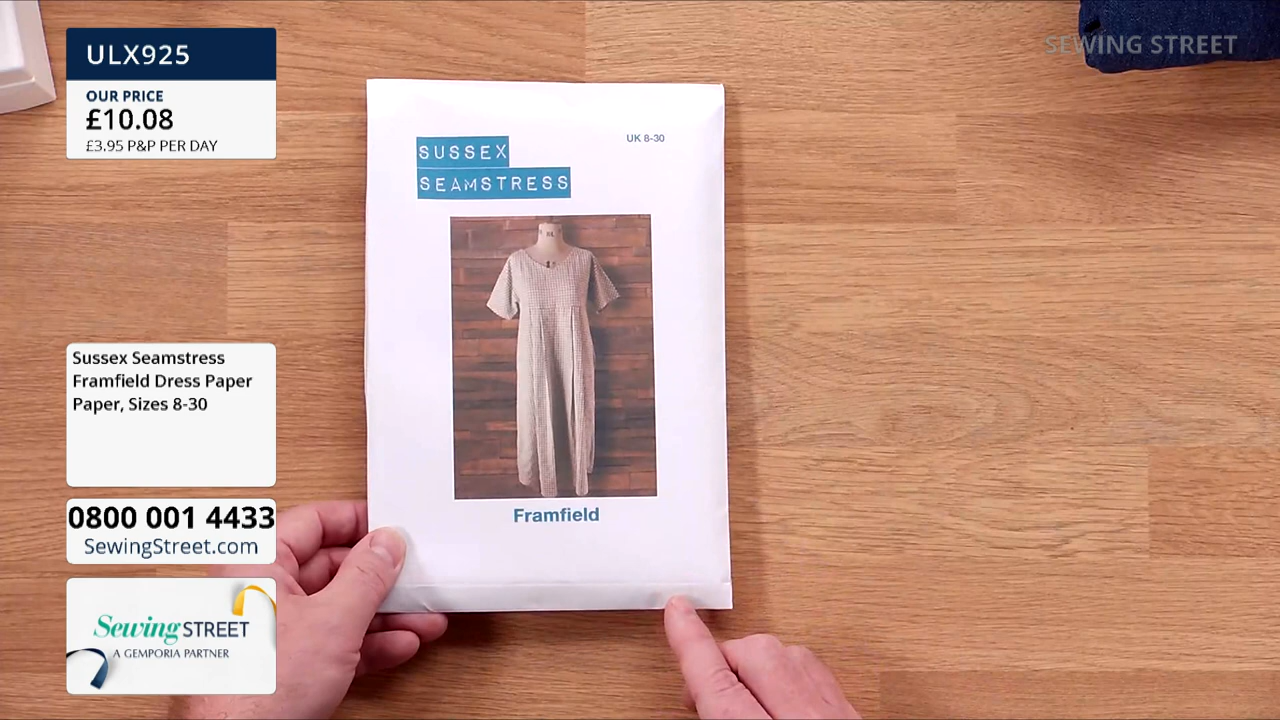 ULX925
OUR PRICE
£10.08
£3.95 P&P PER DAY
SEWING STREET
UK 8-30
SUSSEX
SEAMSTRESS
Framfield
Sussex Seamstress
Framfield Dress Paper
Paper, Sizes 8-30
0800 001 4433
SewingStreet.com
Sewing STREET
A GEMPORIA PARTNER